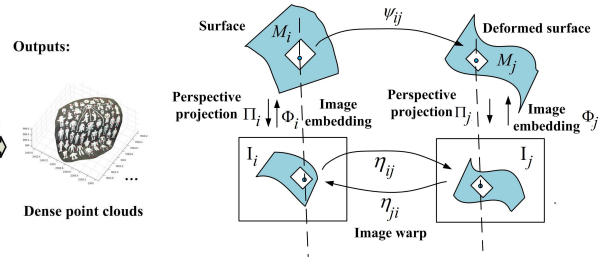 Outputs:
Dense point clouds
...
Surface
M_i
ψ_ij
Deformed surface
M_j
Perspective
projection Π_i
Φ_i Image
embedding
Perspective
projection Π_j
Image
embedding Φ_j
I_i
η_ij
η_ji
Image warp
I_j